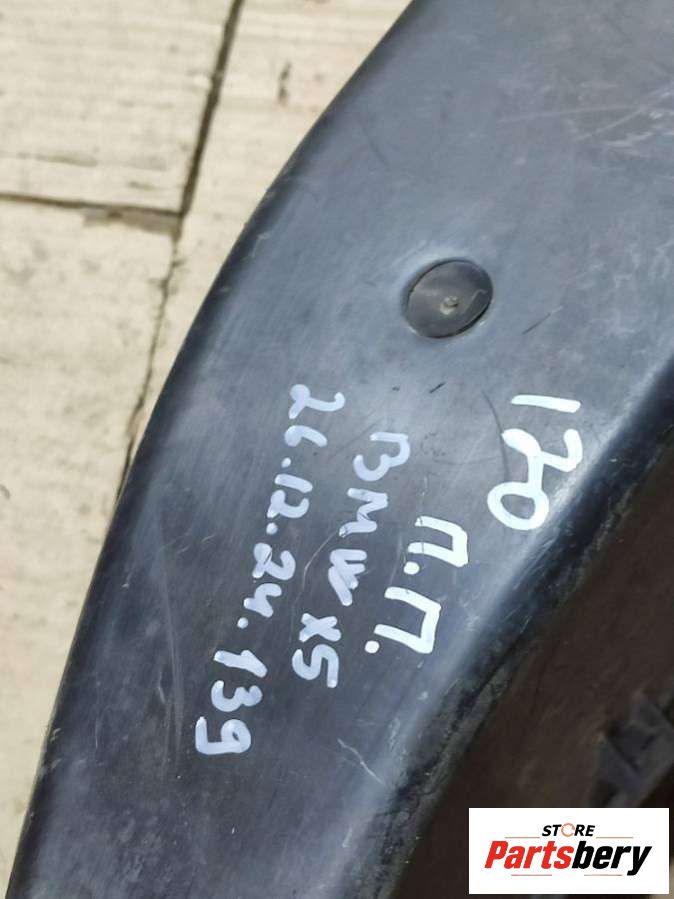 120
П.П.
BMW X5
26.12.24.139
STORE
Partsbery